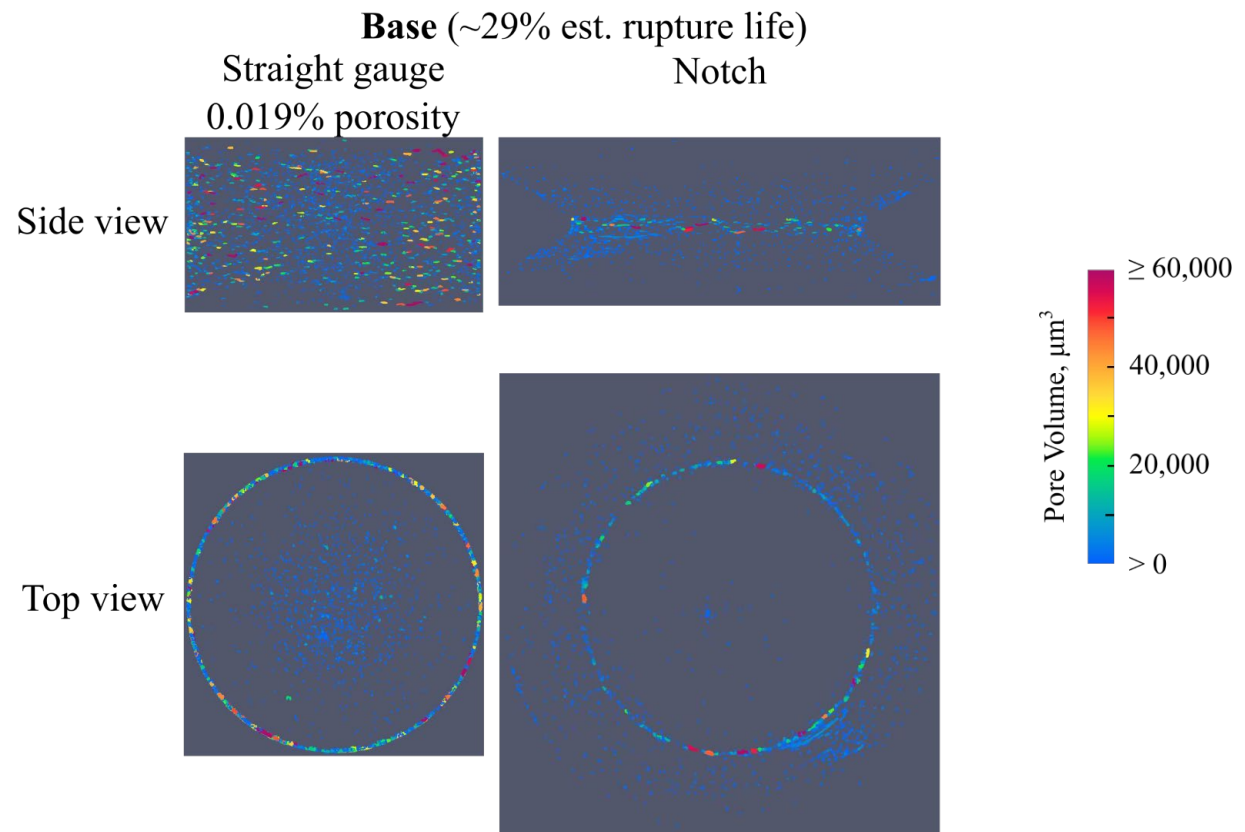 Base (~29% est. rupture life)
Straight gauge
0.019% porosity
Notch
Side view
Top view
Pore Volume, µm³
≥ 60,000
40,000
20,000
> 0